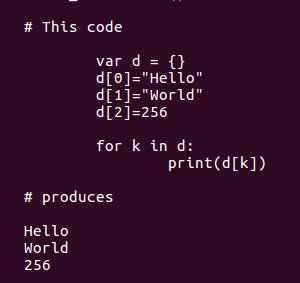 # This code
var d = {}
d[0]="Hello"
d[1]="World"
d[2]=256
for k in d:
print(d[k])
# produces
Hello
World
256